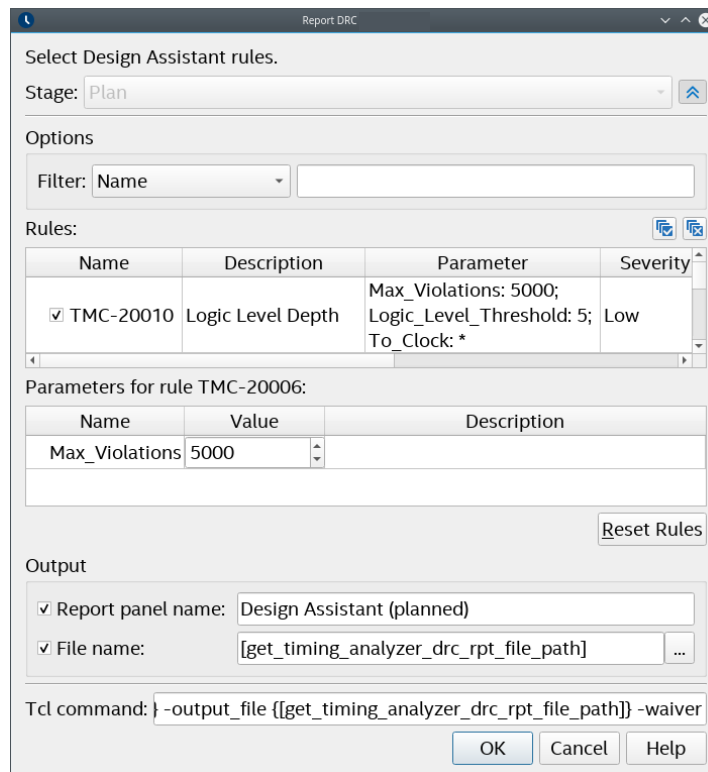 Report DRC
Select Design Assistant rules.
Stage: Plan
Options
Filter: Name
Rules:
Name Description Parameter Severity
TMC-20010 Logic Level Depth Max_Violations: 5000; Low
Logic_Level_Threshold: 5;
To_Clock: *
Parameters for rule TMC-20006:
Name Value Description
Max_Violations 5000
Reset Rules
Output
Report panel name: Design Assistant (planned)
File name: [get_timing_analyzer_drc_rpt_file_path] ...
Tcl command: } -output_file {[get_timing_analyzer_drc_rpt_file_path]} -waiver
OK Cancel Help